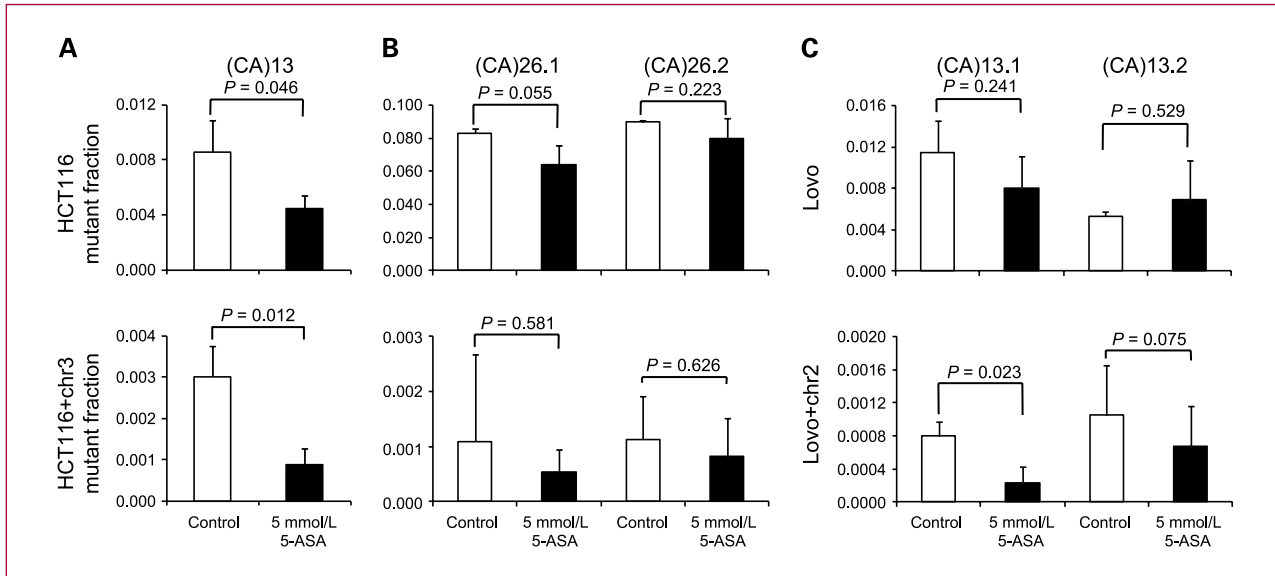 A
B
C
(CA)13
(CA)26.1
(CA)26.2
(CA)13.1
(CA)13.2
P = 0.046
P = 0.055
P = 0.223
P = 0.241
P = 0.529
HCT116
mutant fraction
0.012
0.008
0.004
0.000
0.100
0.080
0.060
0.040
0.020
0.000
Lovo
0.016
0.012
0.008
0.004
0.000
HCT116+chr3
mutant fraction
0.004
0.003
0.002
0.001
0.000
P = 0.012
0.003
0.002
0.001
0.000
P = 0.581
P = 0.626
Lovo+chr2
0.0020
0.0016
0.0012
0.0008
0.0004
0.0000
P = 0.023
P = 0.075
Control
5 mmol/L
5-ASA
Control
5 mmol/L
5-ASA
Control
5 mmol/L
5-ASA
Control
5 mmol/L
5-ASA
Control
5 mmol/L
5-ASA